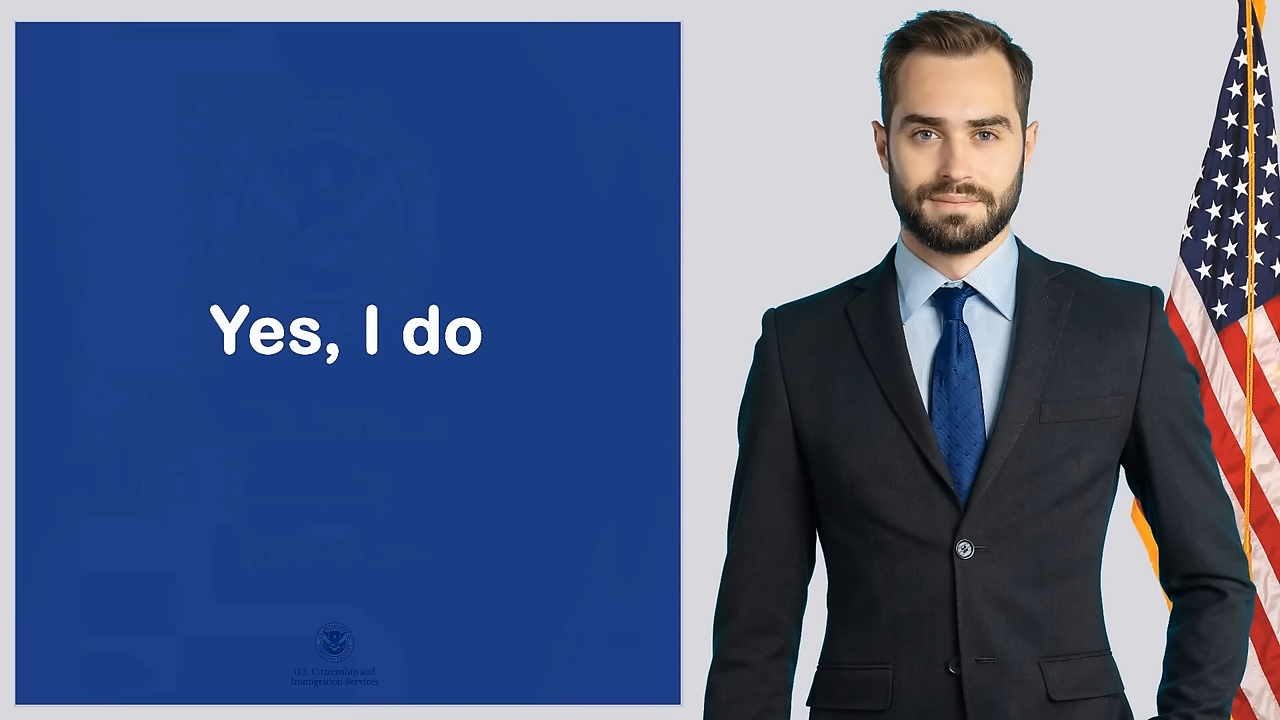 Yes, I do
U.S. Citizenship and
Immigration Services